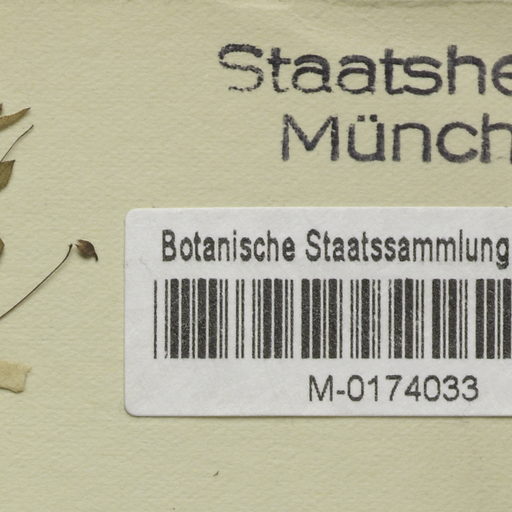 Staatshe
Münch
Botanische Staatssammlung
M-0174033